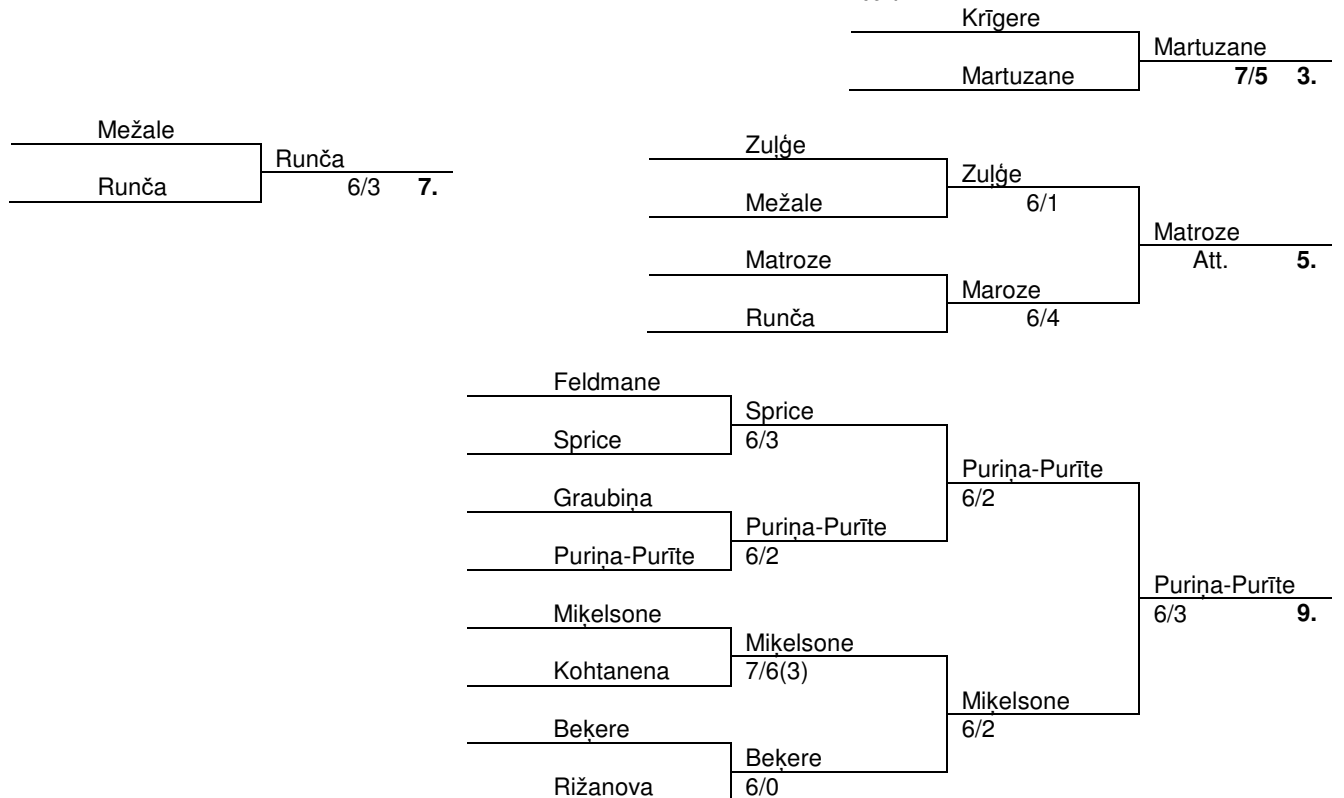 Krīgere
Martuzane
Martuzane
7/5 3.
Mežale
Runča
Runča
6/3 7.
Zuļģe
Mežale
Zuļģe
6/1
Matroze
Runča
Maroze
6/4
Matroze
Att. 5.
Feldmane
Sprice
Sprice
6/3
Graubiņa
Puriņa-Purīte
Puriņa-Purīte
6/2
Puriņa-Purīte
6/2
Miķelsone
Kohtanena
Miķelsone
7/6(3)
Beķere
Rižanova
Beķere
6/0
Miķelsone
6/2
Puriņa-Purīte
6/3 9.